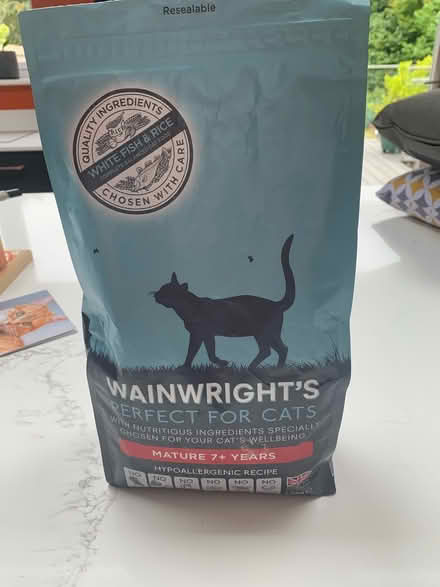 Resealable
QUALITY INGREDIENTS
WHITE FISH & RICE
CHOSEN WITH CARE
WAINWRIGHT'S
PERFECT FOR CATS
WITH NUTRITIOUS INGREDIENTS SPECIALLY
CHOSEN FOR YOUR CAT'S WELLBEING
MATURE 7+ YEARS
HYPOALLERGENIC RECIPE
NO NO NO NO NO NO